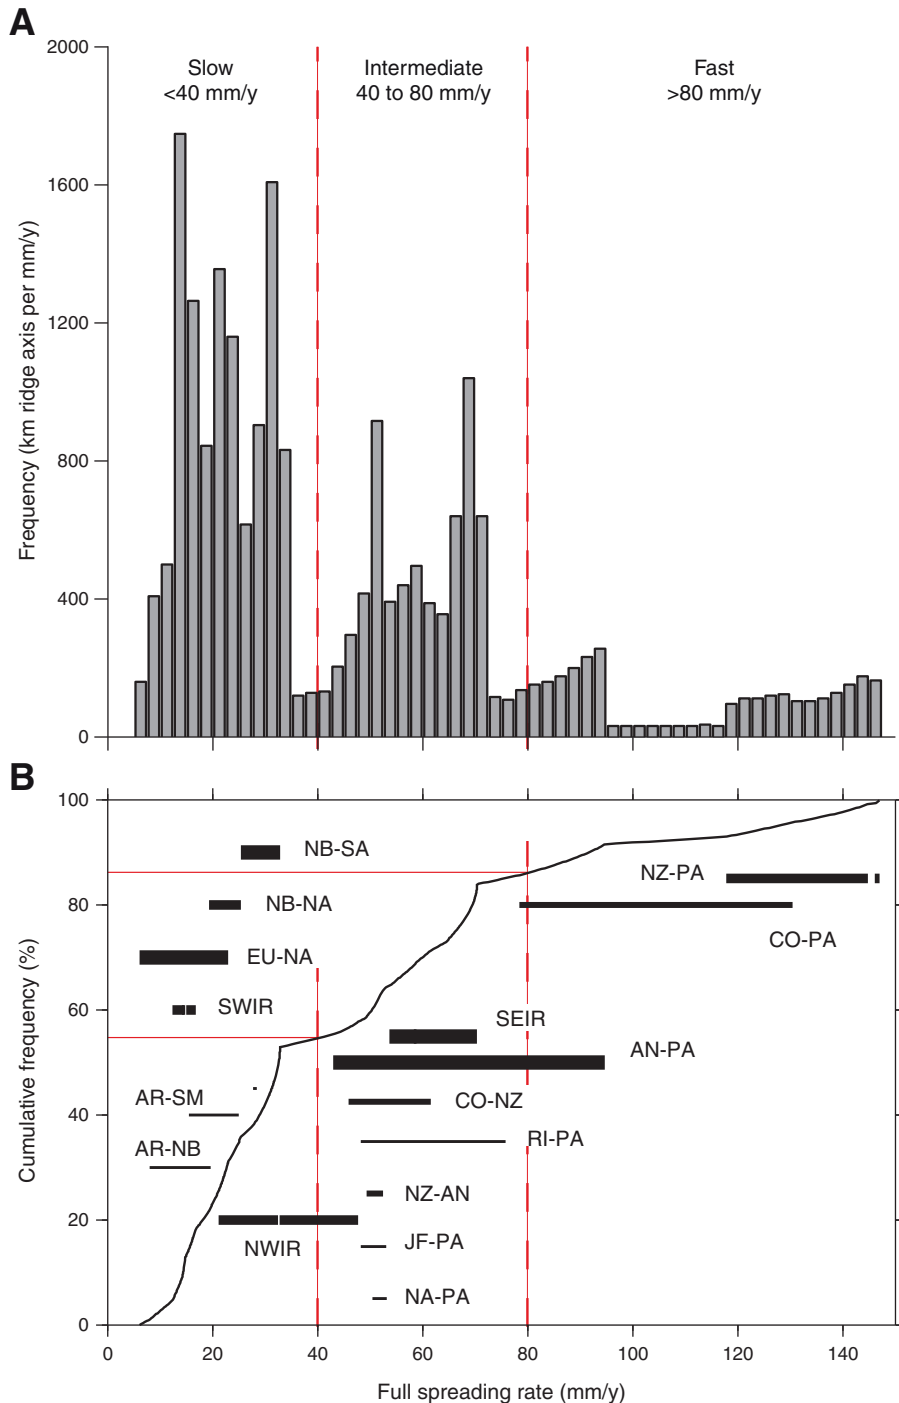 A
2000
Slow
<40 mm/y
Intermediate
40 to 80 mm/y
Fast
>80 mm/y
1600
1200
800
400
0
Frequency (km ridge axis per mm/y)
B
100
80
60
40
20
0
Cumulative frequency (%)
NB-SA
NB-NA
EU-NA
SWIR
AR-SM
AR-NB
NWIR
NZ-PA
CO-PA
SEIR
AN-PA
CO-NZ
RI-PA
NZ-AN
JF-PA
NA-PA
0 20 40 60 80 100 120 140
Full spreading rate (mm/y)